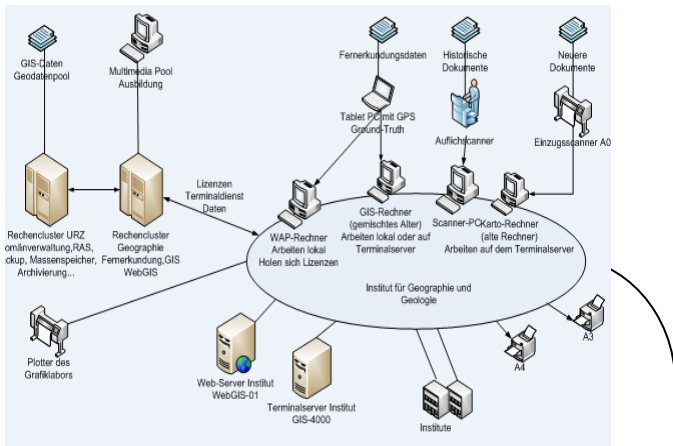 GIS-Daten
Geodatenpool
Multimedia Pool
Ausbildung
Fernerkundungsdaten
Historische
Dokumente
Neuere
Dokumente
Tablet PC mit GPS
Ground-Truth
Auflichscanner
Einzugsscanner A0
Lizenzen
Terminaldienst
Daten
Rechencluster URZ
omänverwaltung,RAS,
ckup, Massenspeicher,
Archivierung...
Rechencluster
Geographie
Fernerkundung,GIS
WebGIS
WAP-Rechner
Arbeiten lokal
Holen sich Lizenzen
GIS-Rechner
(gemischtes Alter)
Arbeiten lokal oder auf
Terminalserver
Scanner-PC
Karto-Rechner
(alte Rechner)
Arbeiten auf dem Terminalserver
Institut für Geographie und
Geologie
Plotter des
Grafiklabors
Web-Server Institut
WebGIS-01
Terminalserver Institut
GIS-4000
Institute
A4
A3